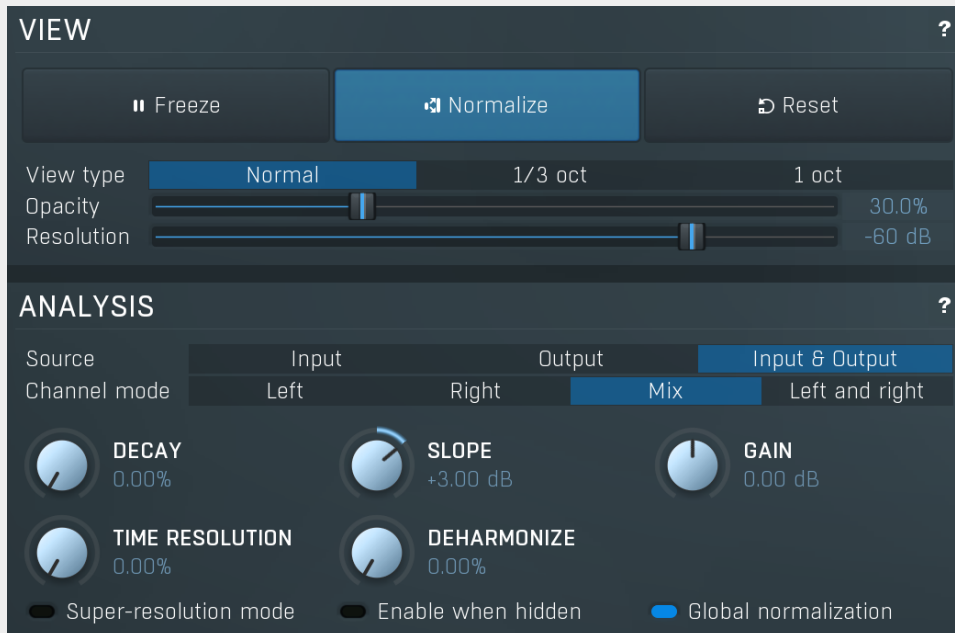 VIEW ?
Freeze Normalize Reset
View type Normal 1/3 oct 1 oct
Opacity 30.0%
Resolution -60 dB
ANALYSIS ?
Source Input Output Input & Output
Channel mode Left Right Mix Left and right
DECAY SLOPE GAIN
0.00% +3.00 dB 0.00 dB
TIME RESOLUTION DEHARMONIZE
0.00% 0.00%
Super-resolution mode Enable when hidden Global normalization